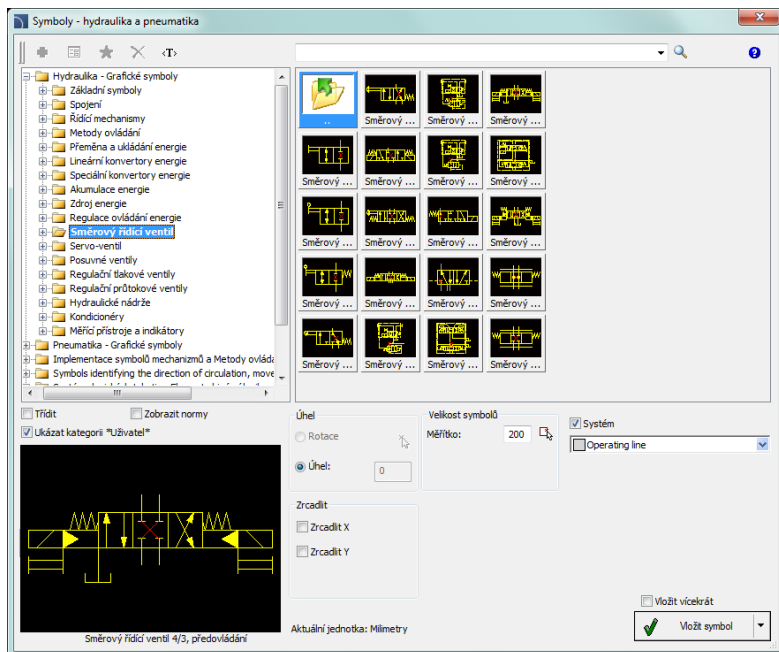 Symboly - hydraulika a pneumatika
‹T›
Hydraulika - Grafické symboly
Základní symboly
Spojení
Řídící mechanismy
Metody ovládání
Přeměna a ukládání energie
Lineární konvertory energie
Speciální konvertory energie
Akumulace energie
Zdroj energie
Regulace ovládání energie
Směrový řídící ventil
Servo-ventil
Posuvné ventily
Regulační tlakové ventily
Regulační průtokové ventily
Hydraulické nádrže
Kondicionéry
Měřící přístroje a indikátory
Pneumatika - Grafické symboly
Implementace symbolů mechanizmů a Metody ovláda
Symbols identifying the direction of circulation, move
.. Směrový ... Směrový ... Směrový ...
Směrový ... Směrový ... Směrový ... Směrový ...
Směrový ... Směrový ... Směrový ... Směrový ...
Směrový ... Směrový ... Směrový ... Směrový ...
Směrový ... Směrový ... Směrový ... Směrový ...
Třídit Zobrazit normy
Ukázat kategorii *Uživatel*
Směrový řídící ventil 4/3, předovládání
Úhel
Rotace
Úhel: 0
Zrcadlit
Zrcadlit X
Zrcadlit Y
Aktuální jednotka: Milimetry
Velikost symbolů
Měřítko: 200
Systém
Operating line
Vložit vícekrát
Vložit symbol